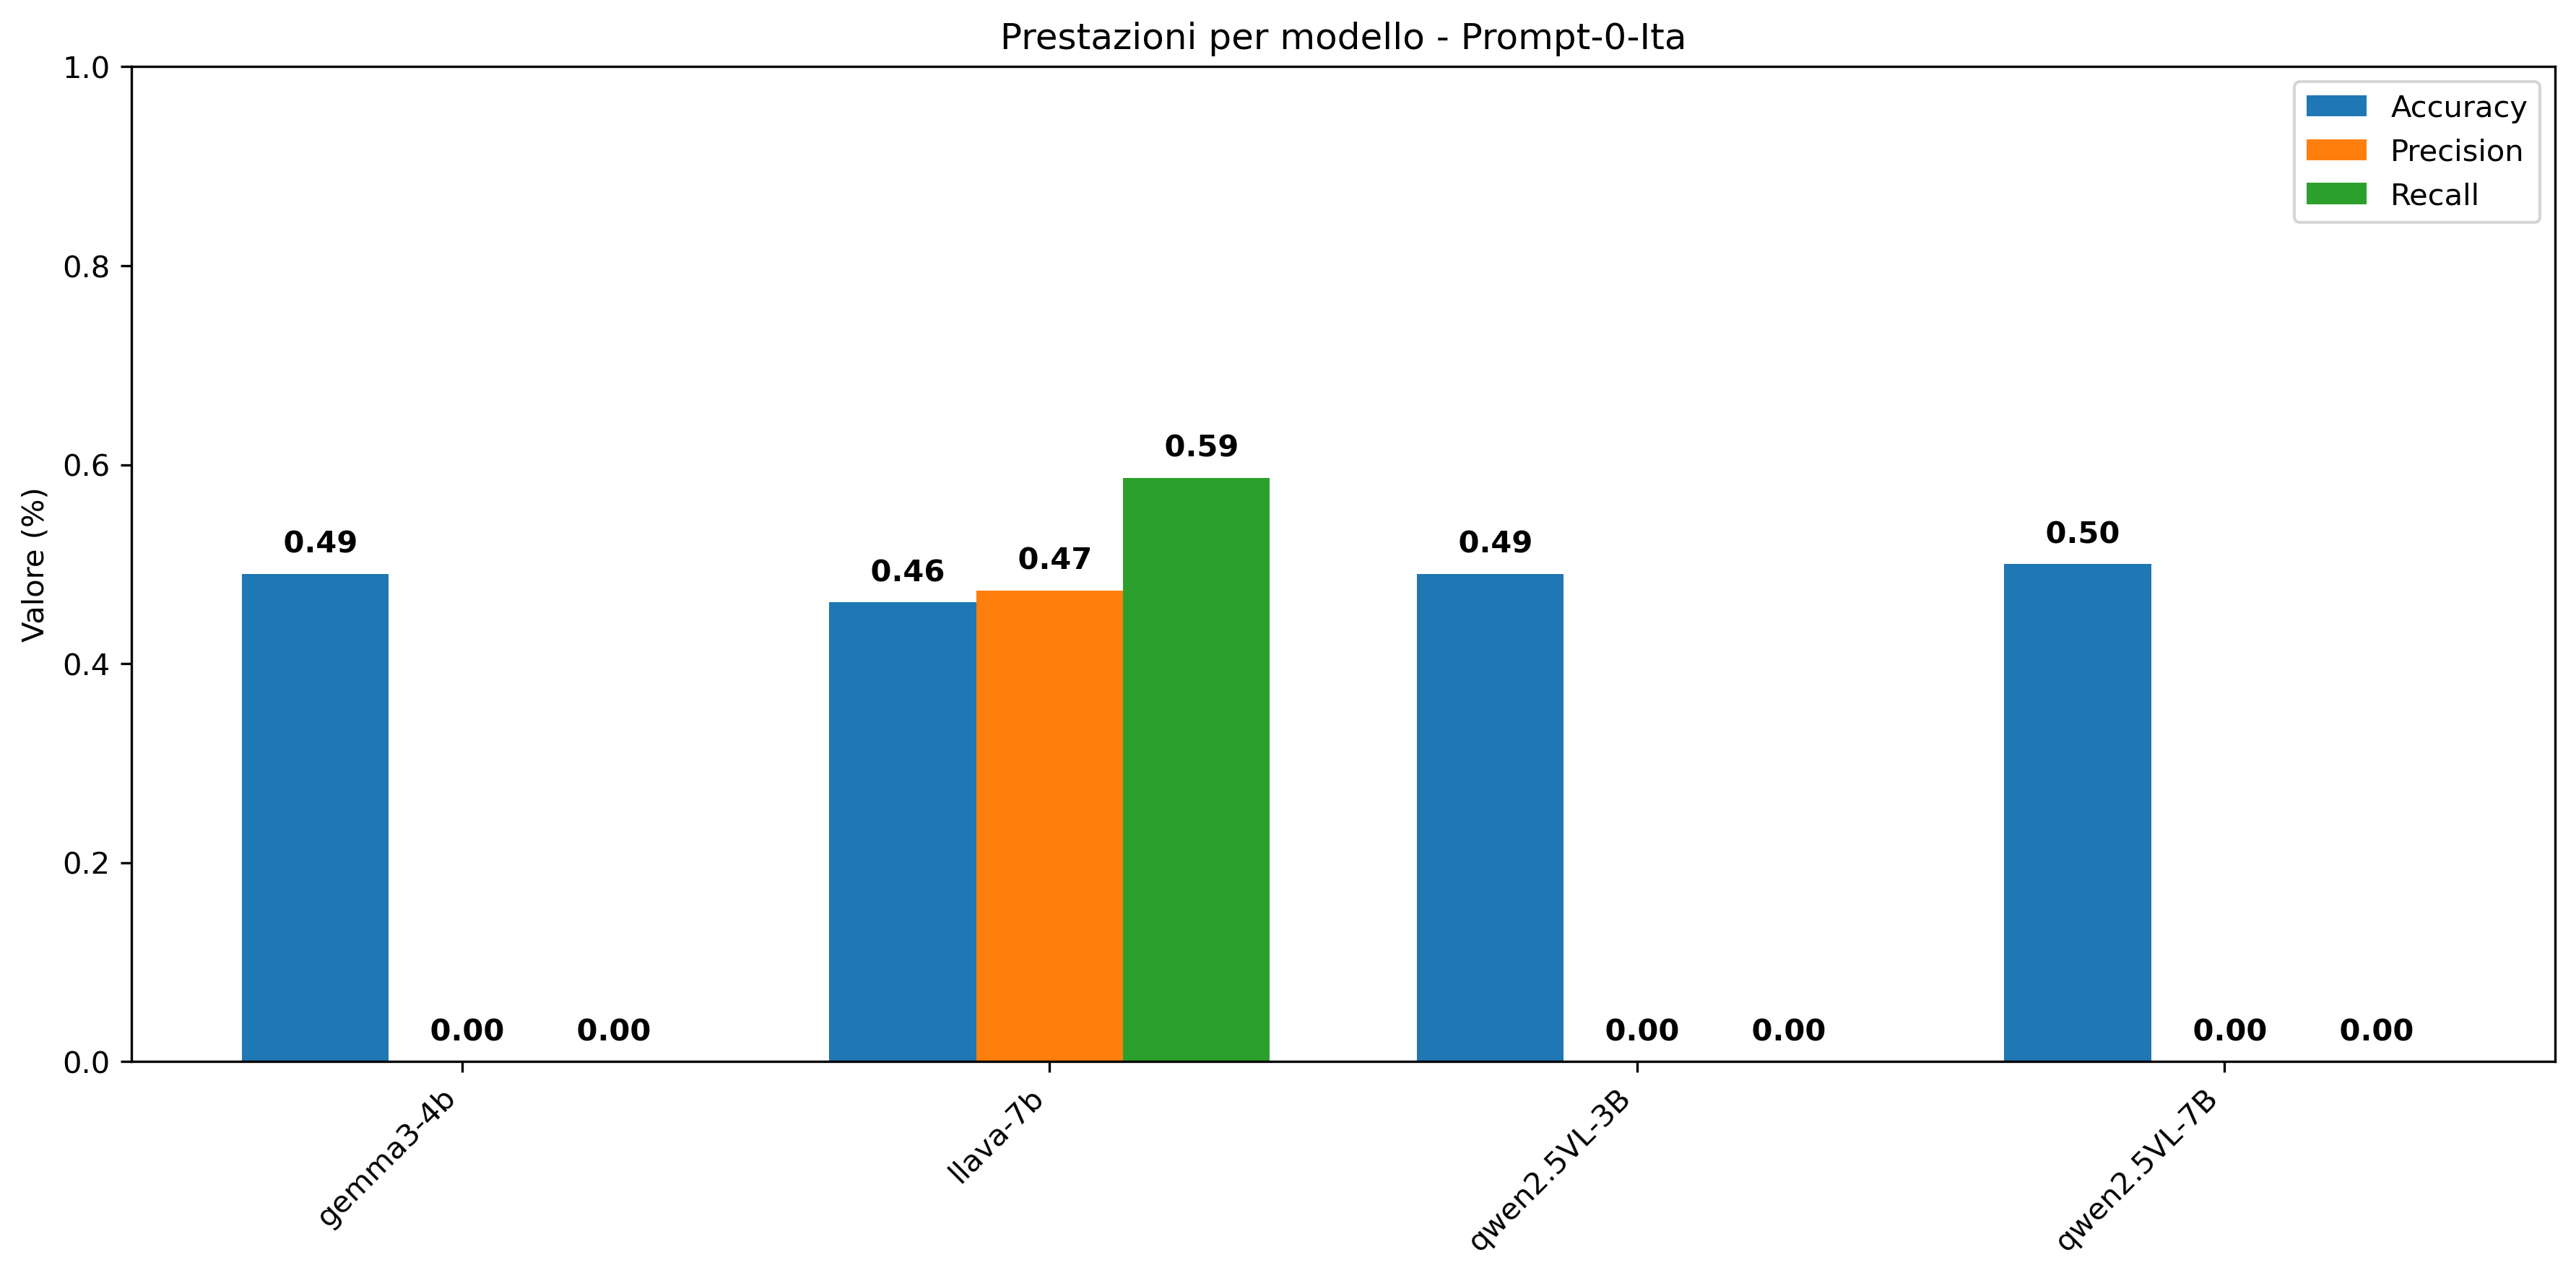 Prestazioni per modello - Prompt-0-Ita
Accuracy
Precision
Recall
Valore (%)
1.0
0.8
0.6
0.4
0.2
0.0
0.49
0.00
0.00
0.46
0.47
0.59
0.49
0.00
0.00
0.50
0.00
0.00
gemma3-4b
llava-7b
qwen2.5VL-3B
qwen2.5VL-7B